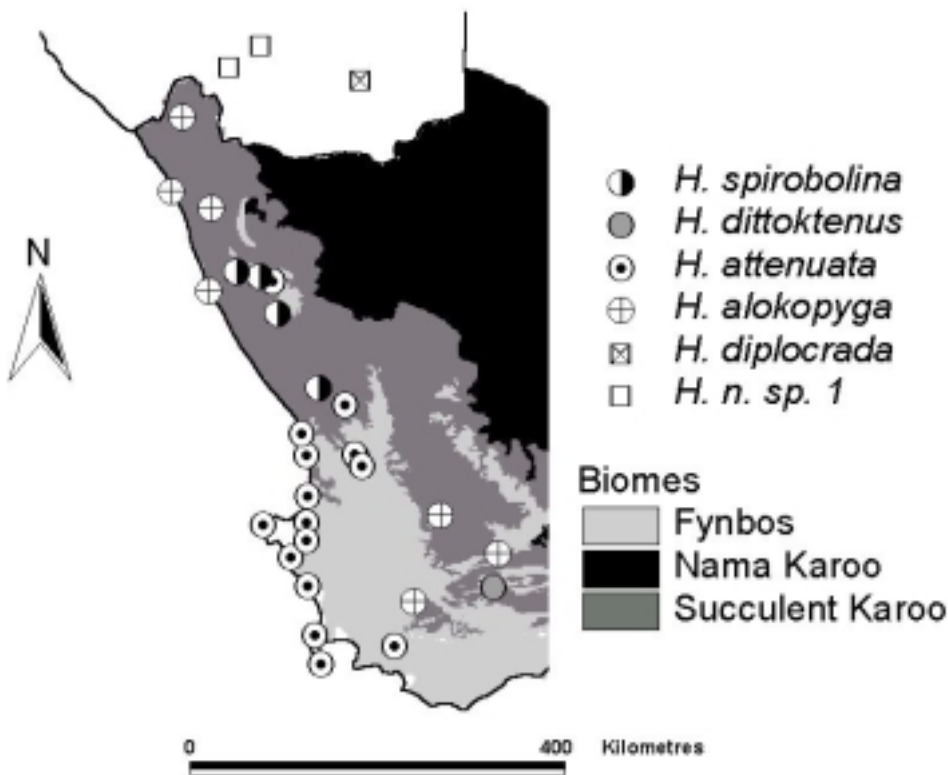 N
H. spirobolina
H. dittoktenus
H. attenuata
H. alokopyga
H. diplocrada
H. n. sp. 1
Biomes
Fynbos
Nama Karoo
Succulent Karoo
0 400 Kilometres